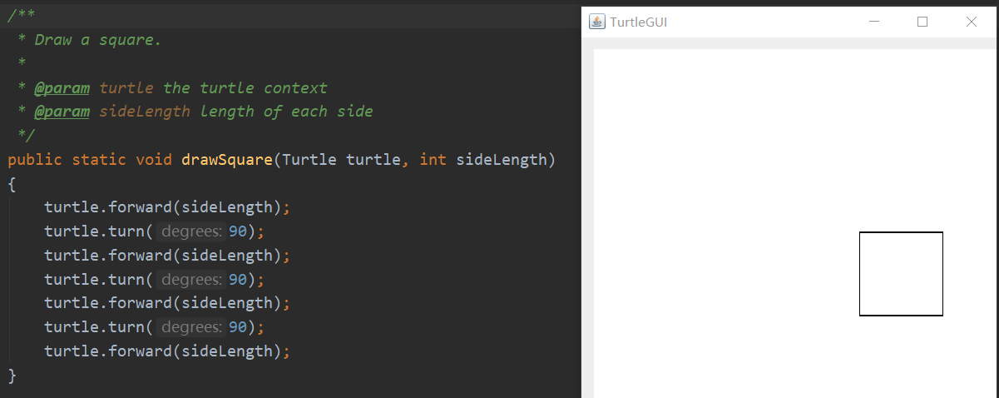 /**
 * Draw a square.
 *
 * @param turtle the turtle context
 * @param sideLength length of each side
 */
public static void drawSquare(Turtle turtle, int sideLength)
{
    turtle.forward(sideLength);
    turtle.turn( degrees: 90);
    turtle.forward(sideLength);
    turtle.turn( degrees: 90);
    turtle.forward(sideLength);
    turtle.turn( degrees: 90);
    turtle.forward(sideLength);
}
TurtleGUI